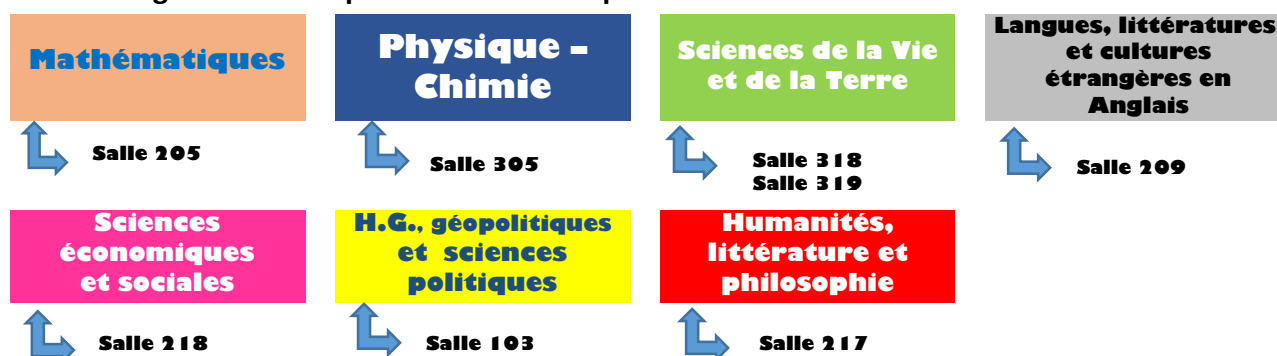 Mathématiques
Physique –
Chimie
Sciences de la Vie
et de la Terre
Langues, littératures
et cultures
étrangères en
Anglais
Salle 205
Salle 305
Salle 318
Salle 319
Salle 209
Sciences
économiques
et sociales
H.G., géopolitiques
et sciences
politiques
Humanités,
littérature et
philosophie
Salle 218
Salle 103
Salle 217